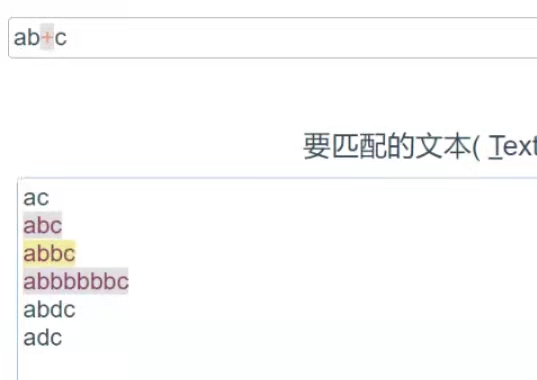 ab+c
要匹配的文本( Text
ac
abc
abbc
abbbbbbc
abdc
adc